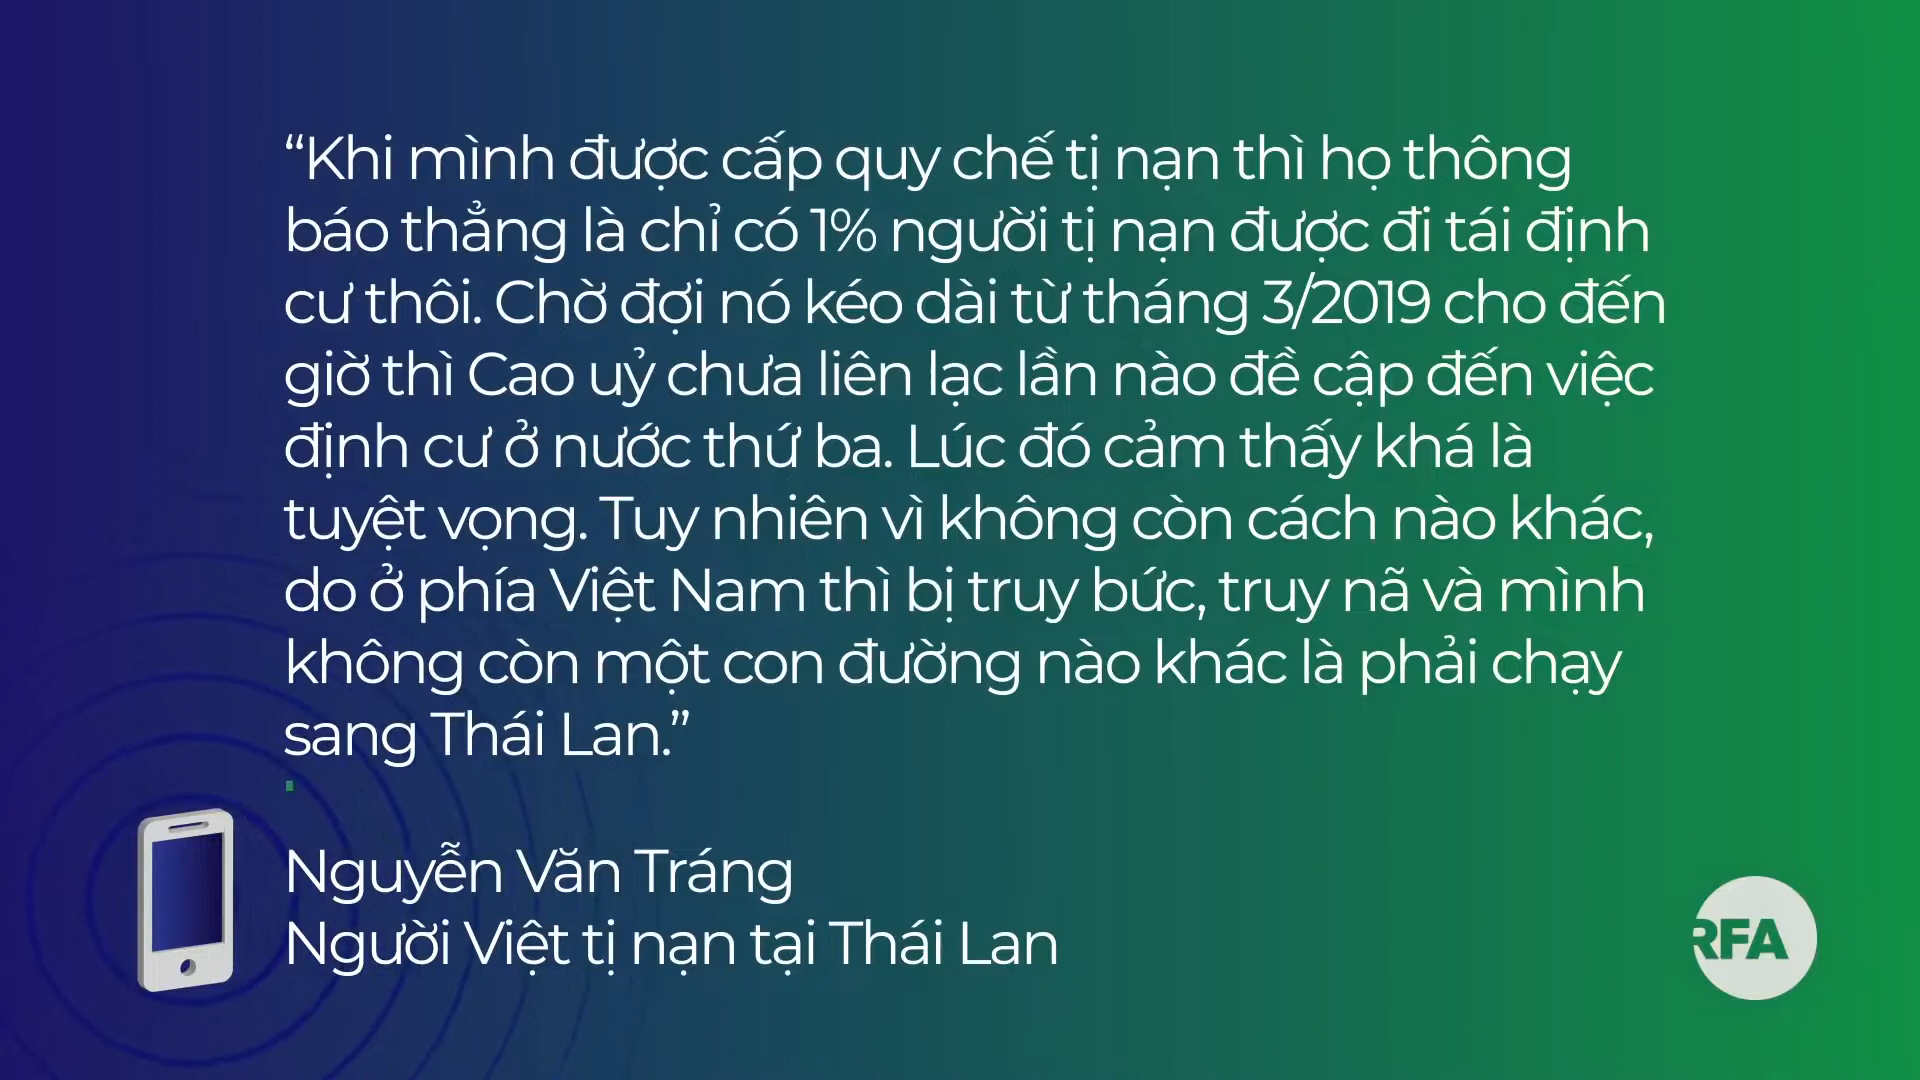 “Khi mình được cấp quy chế tị nạn thì họ thông
báo thẳng là chỉ có 1% người tị nạn được đi tái định
cư thôi. Chờ đợi nó kéo dài từ tháng 3/2019 cho đến
giờ thì Cao uỷ chưa liên lạc lần nào đề cập đến việc
định cư ở nước thứ ba. Lúc đó cảm thấy khá là
tuyệt vọng. Tuy nhiên vì không còn cách nào khác,
do ở phía Việt Nam thì bị truy bức, truy nã và mình
không còn một con đường nào khác là phải chạy
sang Thái Lan.”
Nguyễn Văn Tráng
Người Việt tị nạn tại Thái Lan
RFA